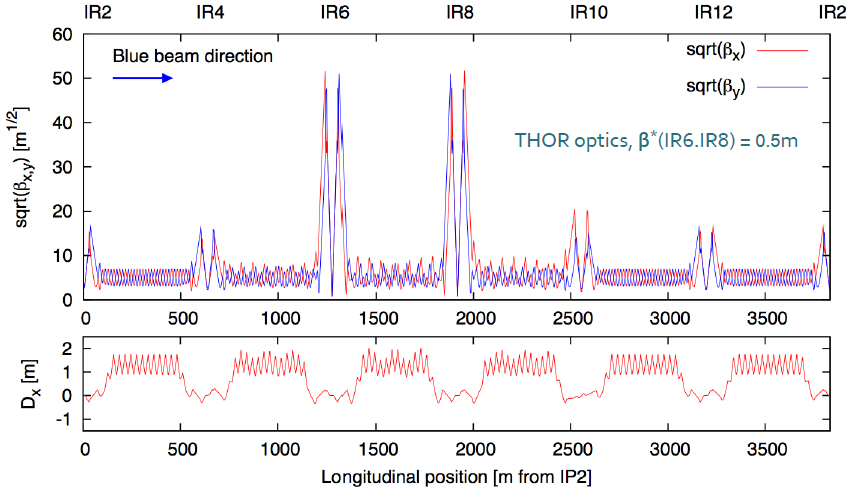 IR2 IR4 IR6 IR8 IR10 IR12 IR2
60
50
40
30
20
10
0
sqrt(βx,y) [m1/2]
Blue beam direction
sqrt(βx)
sqrt(βy)
THOR optics, β*(IR6.IR8) = 0.5m
0 500 1000 1500 2000 2500 3000 3500
2
1
0
-1
Dx [m]
0 500 1000 1500 2000 2500 3000 3500
Longitudinal position [m from IP2]